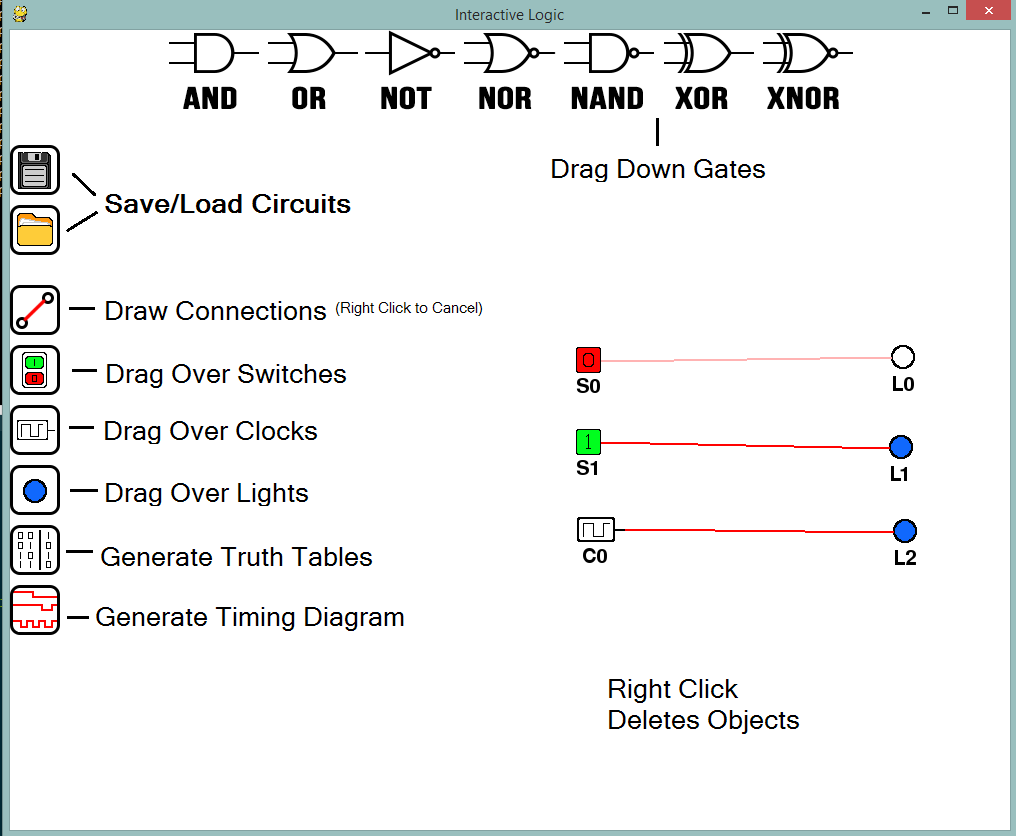 Interactive Logic
AND OR NOT NOR NAND XOR XNOR
Drag Down Gates
Save/Load Circuits
Draw Connections (Right Click to Cancel)
0
S0
L0
Drag Over Switches
Drag Over Clocks
1
S1
L1
Drag Over Lights
C0
L2
Generate Truth Tables
Generate Timing Diagram
Right Click
Deletes Objects